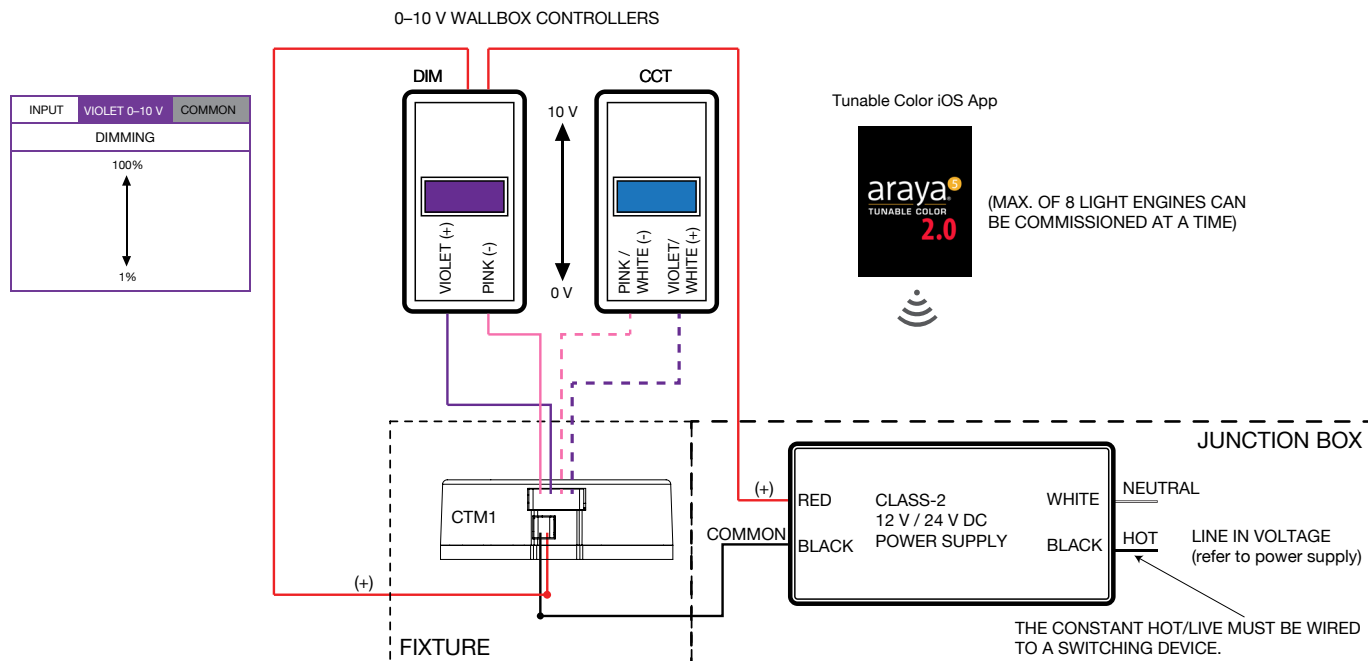 0–10 V WALLBOX CONTROLLERS
DIM
CCT
INPUT
VIOLET 0–10 V
COMMON
DIMMING
100%
1%
10 V
0 V
VIOLET (+)
PINK (-)
PINK /
WHITE (-)
VIOLET/
WHITE (+)
Tunable Color iOS App
araya 5
TUNABLE COLOR
2.0
(MAX. OF 8 LIGHT ENGINES CAN
BE COMMISSIONED AT A TIME)
JUNCTION BOX
CTM1
(+)
FIXTURE
(+)
COMMON
RED
BLACK
CLASS-2
12 V / 24 V DC
POWER SUPPLY
WHITE
BLACK
NEUTRAL
HOT
LINE IN VOLTAGE
(refer to power supply)
THE CONSTANT HOT/LIVE MUST BE WIRED
TO A SWITCHING DEVICE.